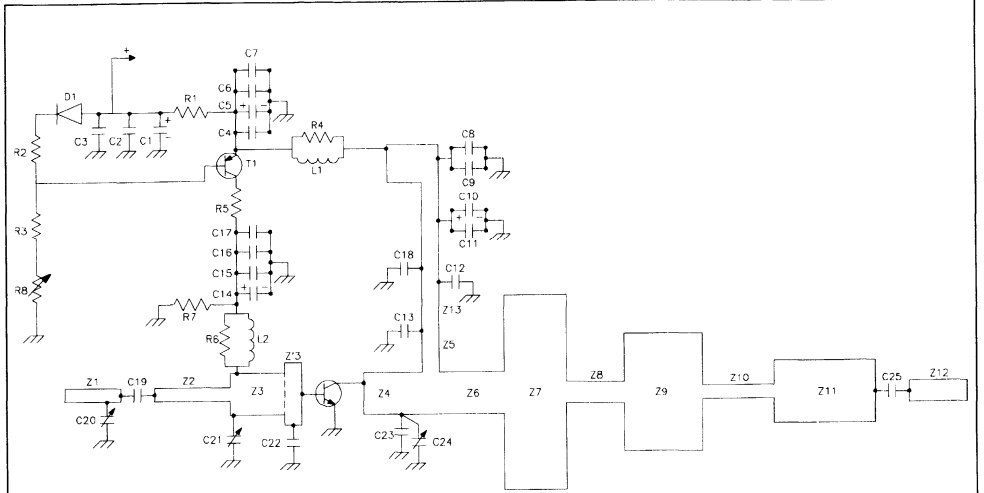 +
C7
C6
C5
+
-
C4
D1
R1
C3
C2
C1
+
-
R4
L1
C8
C9
R2
T1
R5
C10
+
-
C11
R3
C17
C16
C15
C14
+
-
C18
C12
Z13
R8
R7
C13
R6
L2
Z5
Z'3
Z1
C19
Z2
Z3
Z4
Z6
Z7
Z8
Z9
Z10
Z11
C25
Z12
C20
C21
C22
C23
C24